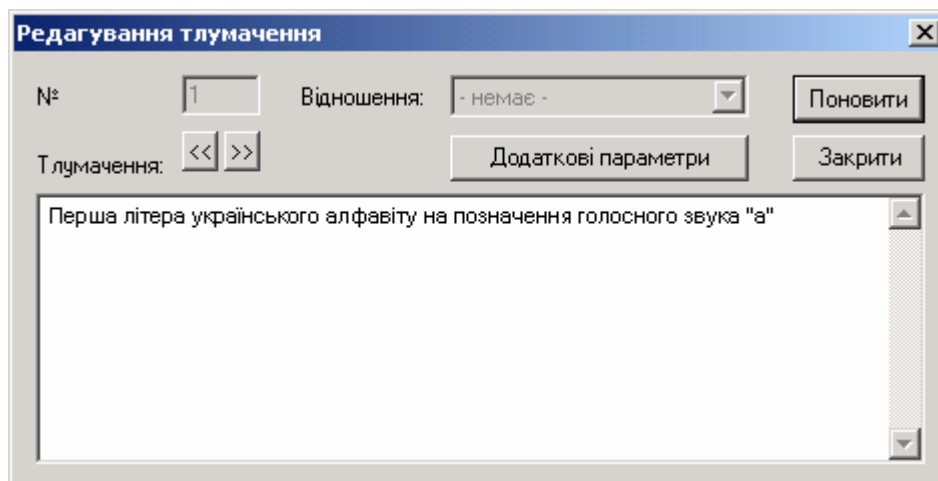 Редагування тлумачення
№ 1 Відношення: - немає - Поновити
Тлумачення: << >> Додаткові параметри Закрити
Перша літера українського алфавіту на позначення голосного звука "а"